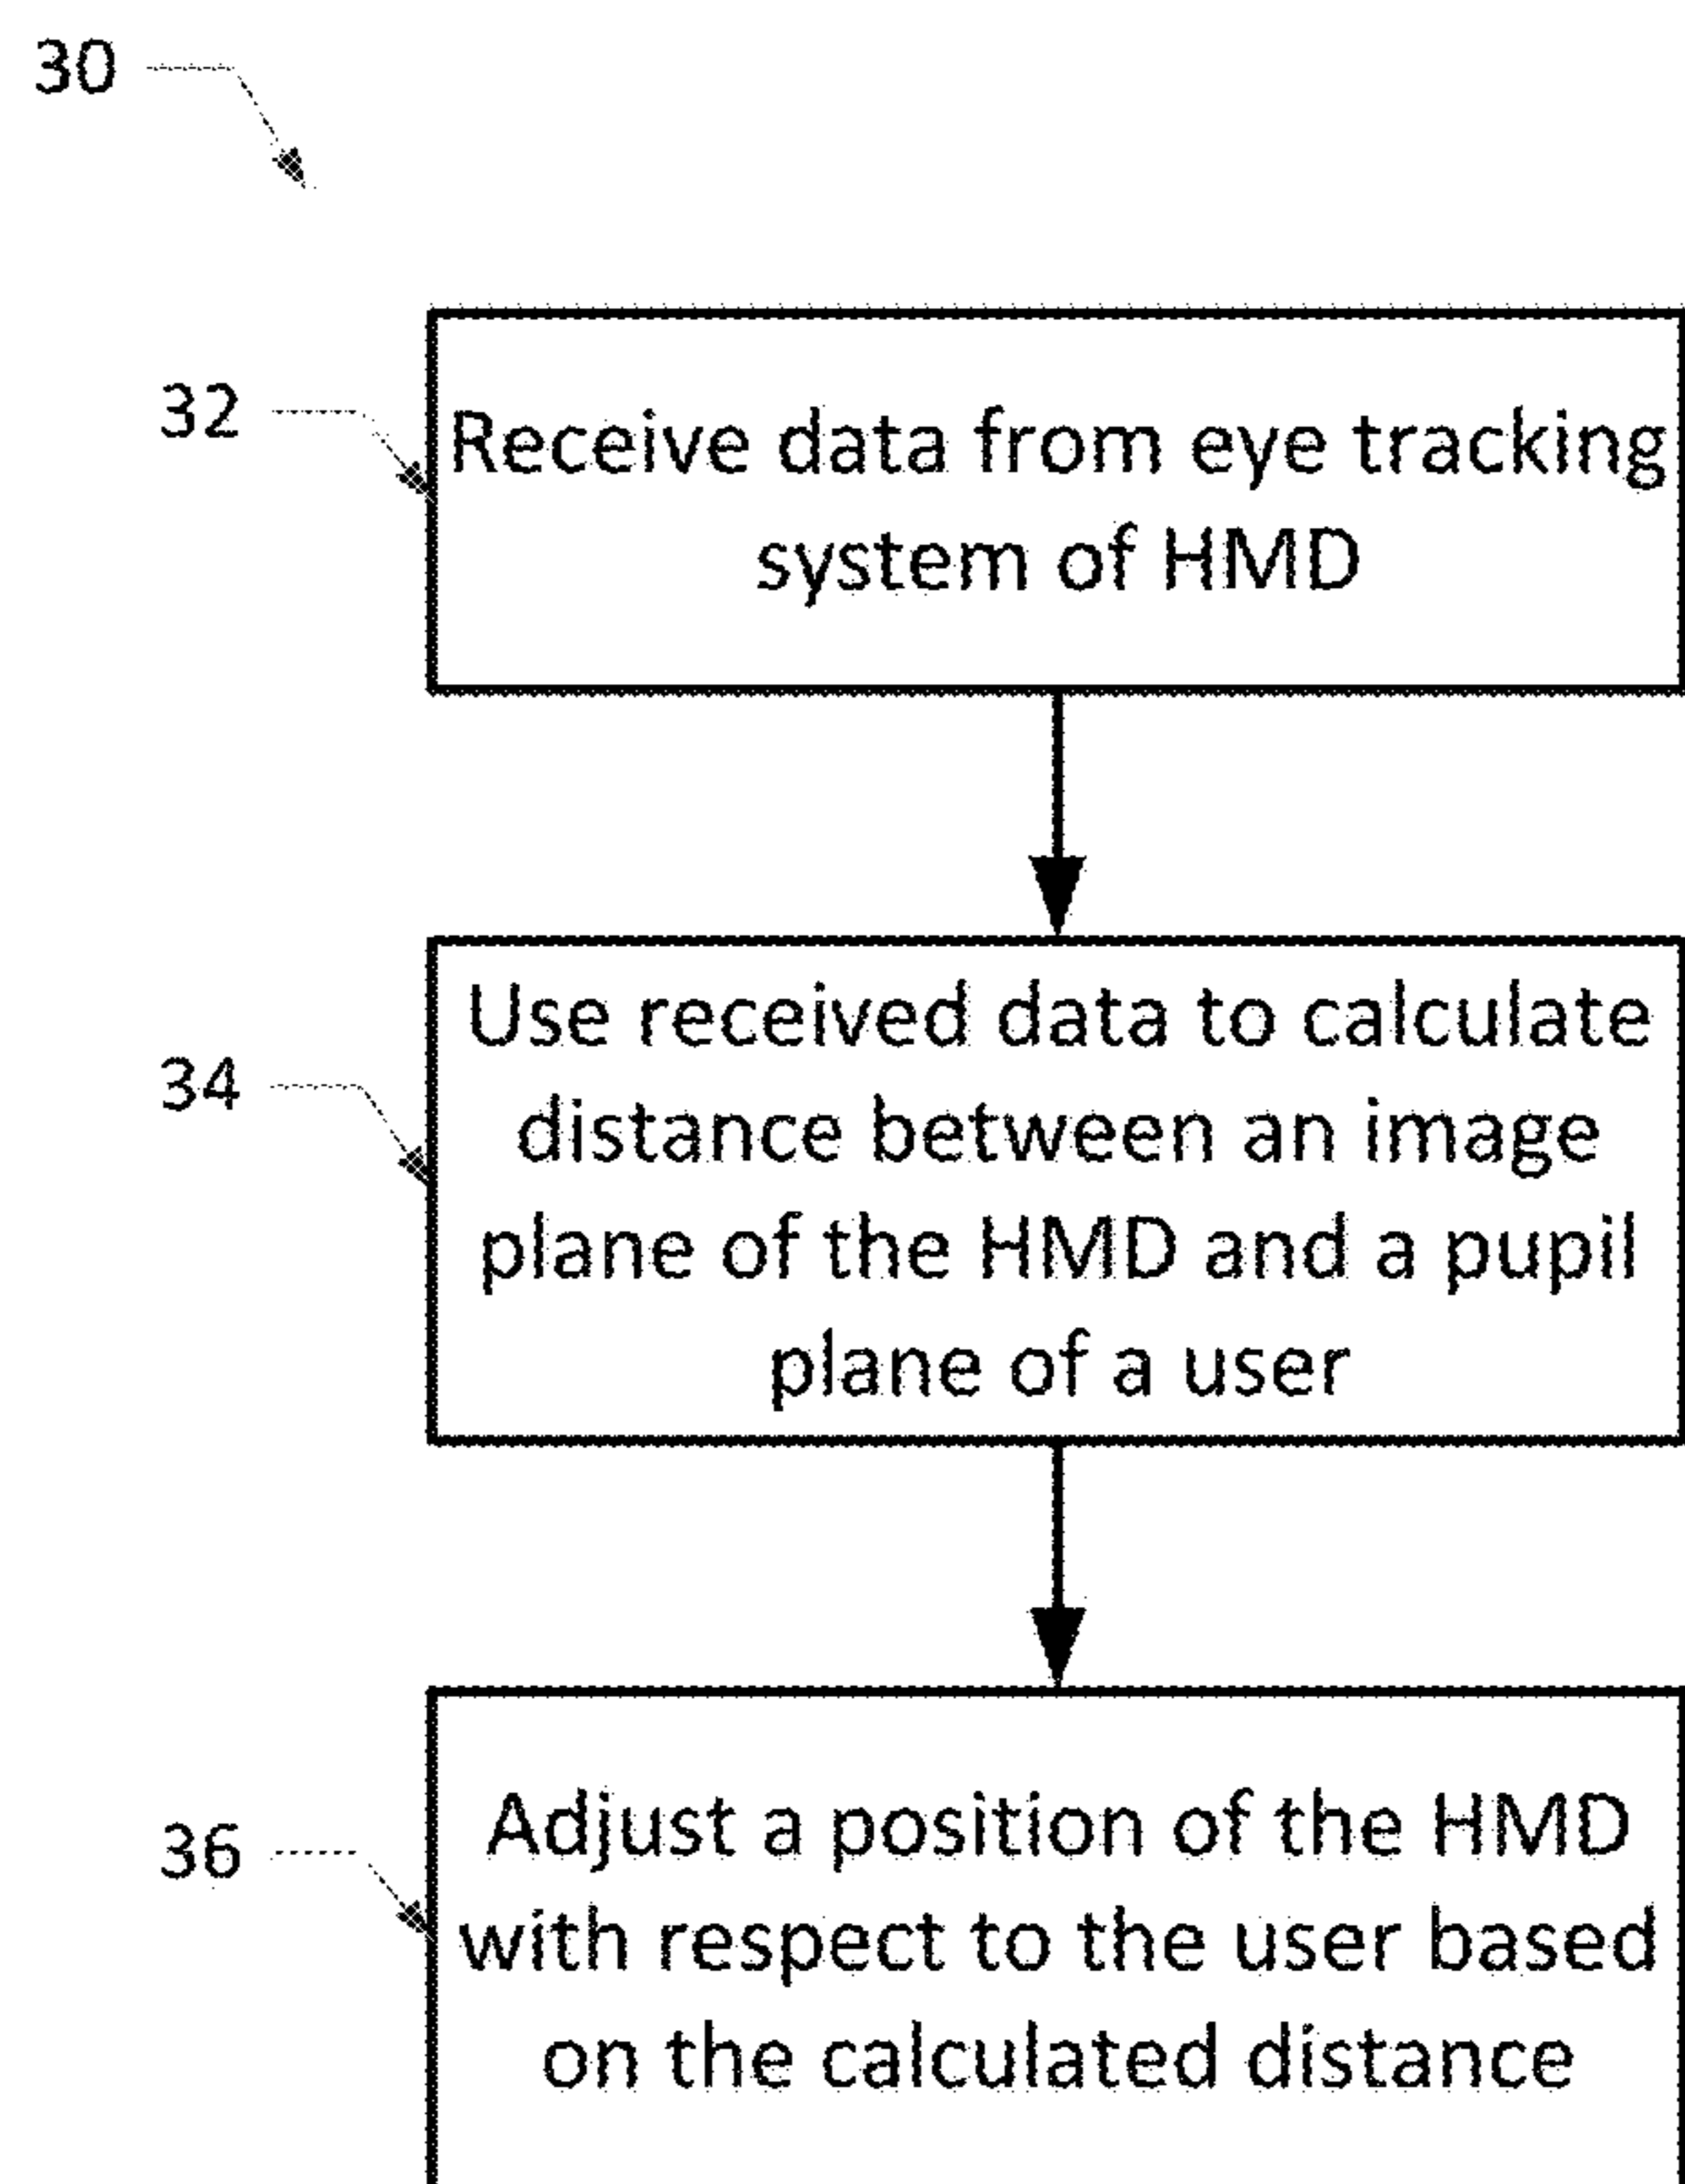 30
32
Receive data from eye tracking
system of HMD
34
Use received data to calculate
distance between an image
plane of the HMD and a pupil
plane of a user
36
Adjust a position of the HMD
with respect to the user based
on the calculated distance